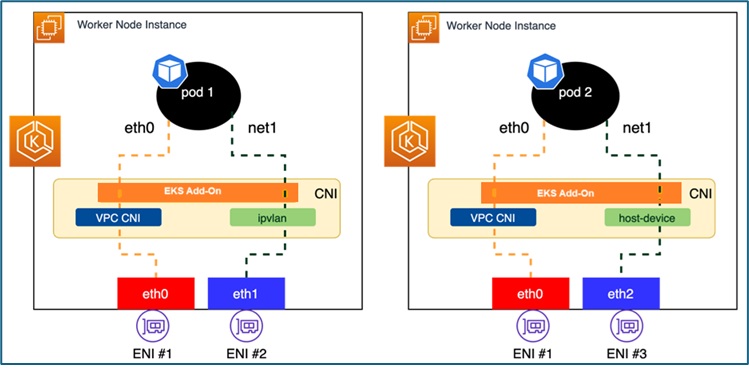 Worker Node Instance
pod 1
eth0
net1
K
EKS Add-On
CNI
VPC CNI
ipvlan
eth0
eth1
ENI #1
ENI #2
Worker Node Instance
pod 2
eth0
net1
K
EKS Add-On
CNI
VPC CNI
host-device
eth0
eth2
ENI #1
ENI #3